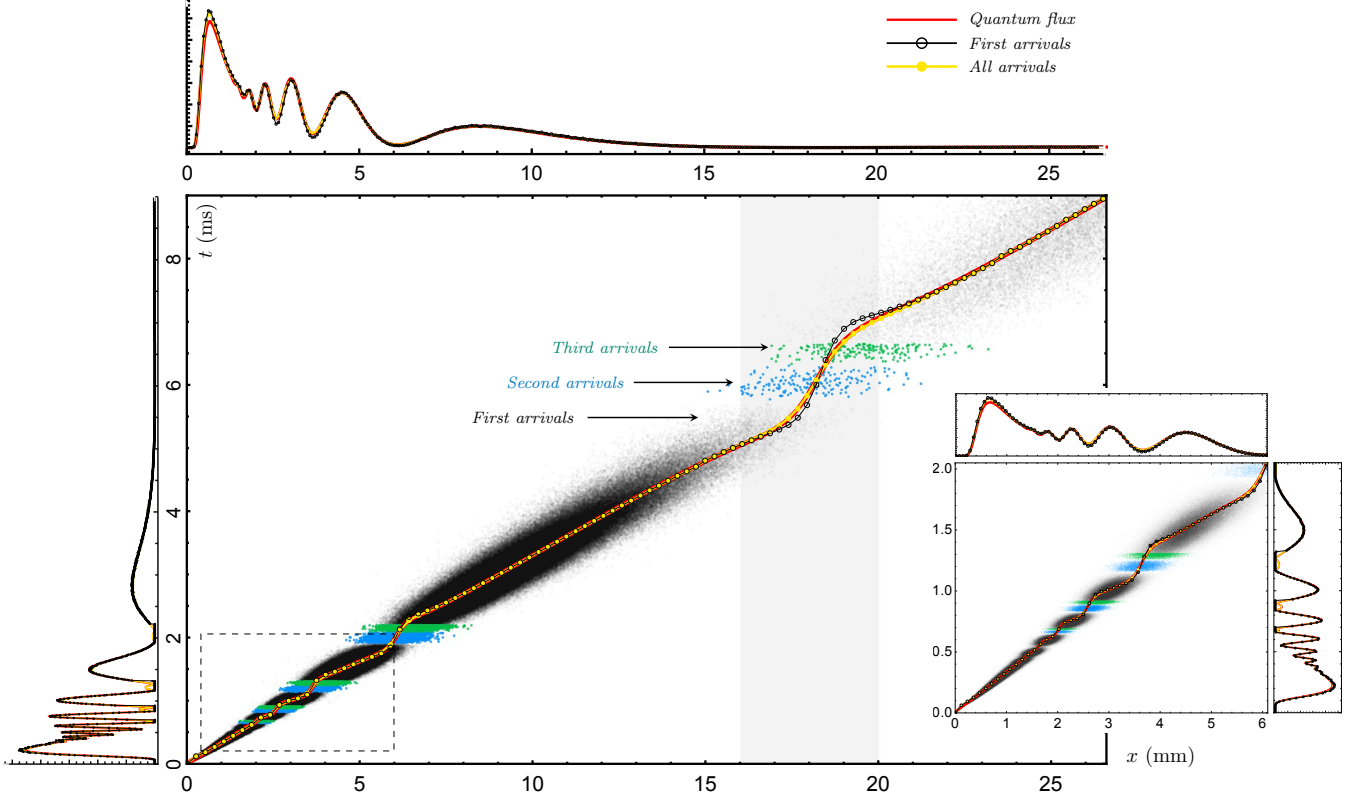 Quantum flux
First arrivals
All arrivals
0 5 10 15 20 25
t (ms)
8
6
4
2
0
Third arrivals
Second arrivals
First arrivals
2.0
1.5
1.0
0.5
0.0
0 1 2 3 4 5 6
x (mm)
0 5 10 15 20 25